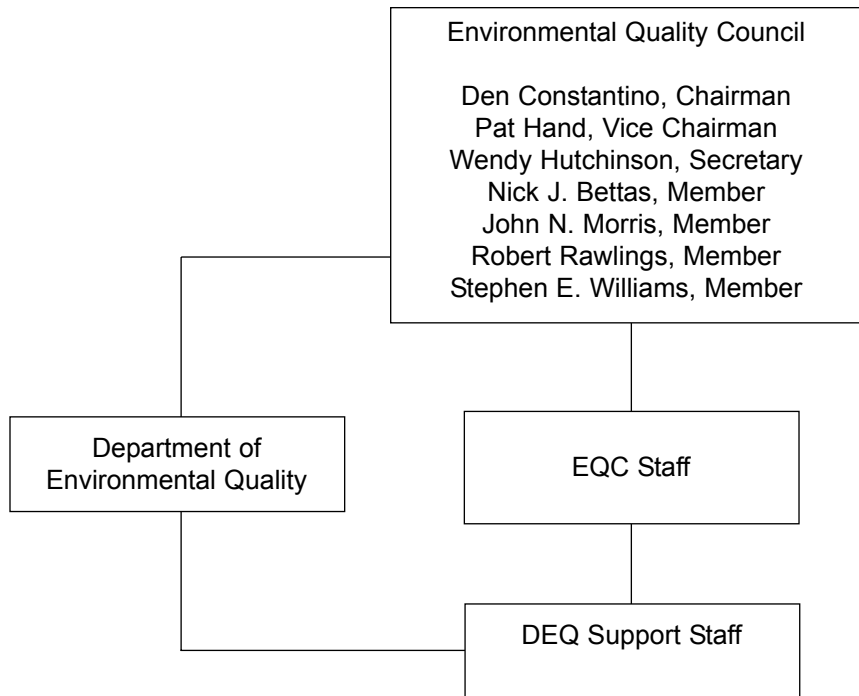 Environmental Quality Council
Den Constantino, Chairman
Pat Hand, Vice Chairman
Wendy Hutchinson, Secretary
Nick J. Bettas, Member
John N. Morris, Member
Robert Rawlings, Member
Stephen E. Williams, Member
Department of
Environmental Quality
EQC Staff
DEQ Support Staff